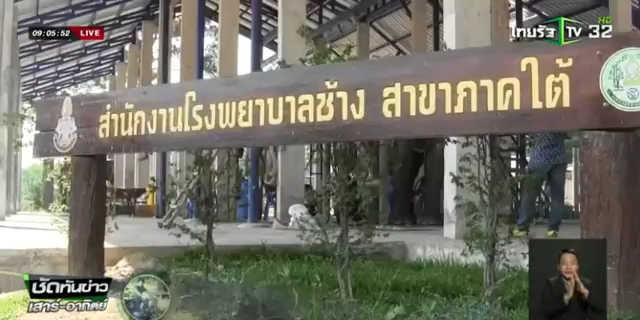 09:05:52 LIVE
ไทยรัฐ TV 32 HD
สำนักงานโรงพยาบาลช้าง สาขาภาคใต้
ชัดทันข่าว
เสาร์-อาทิตย์